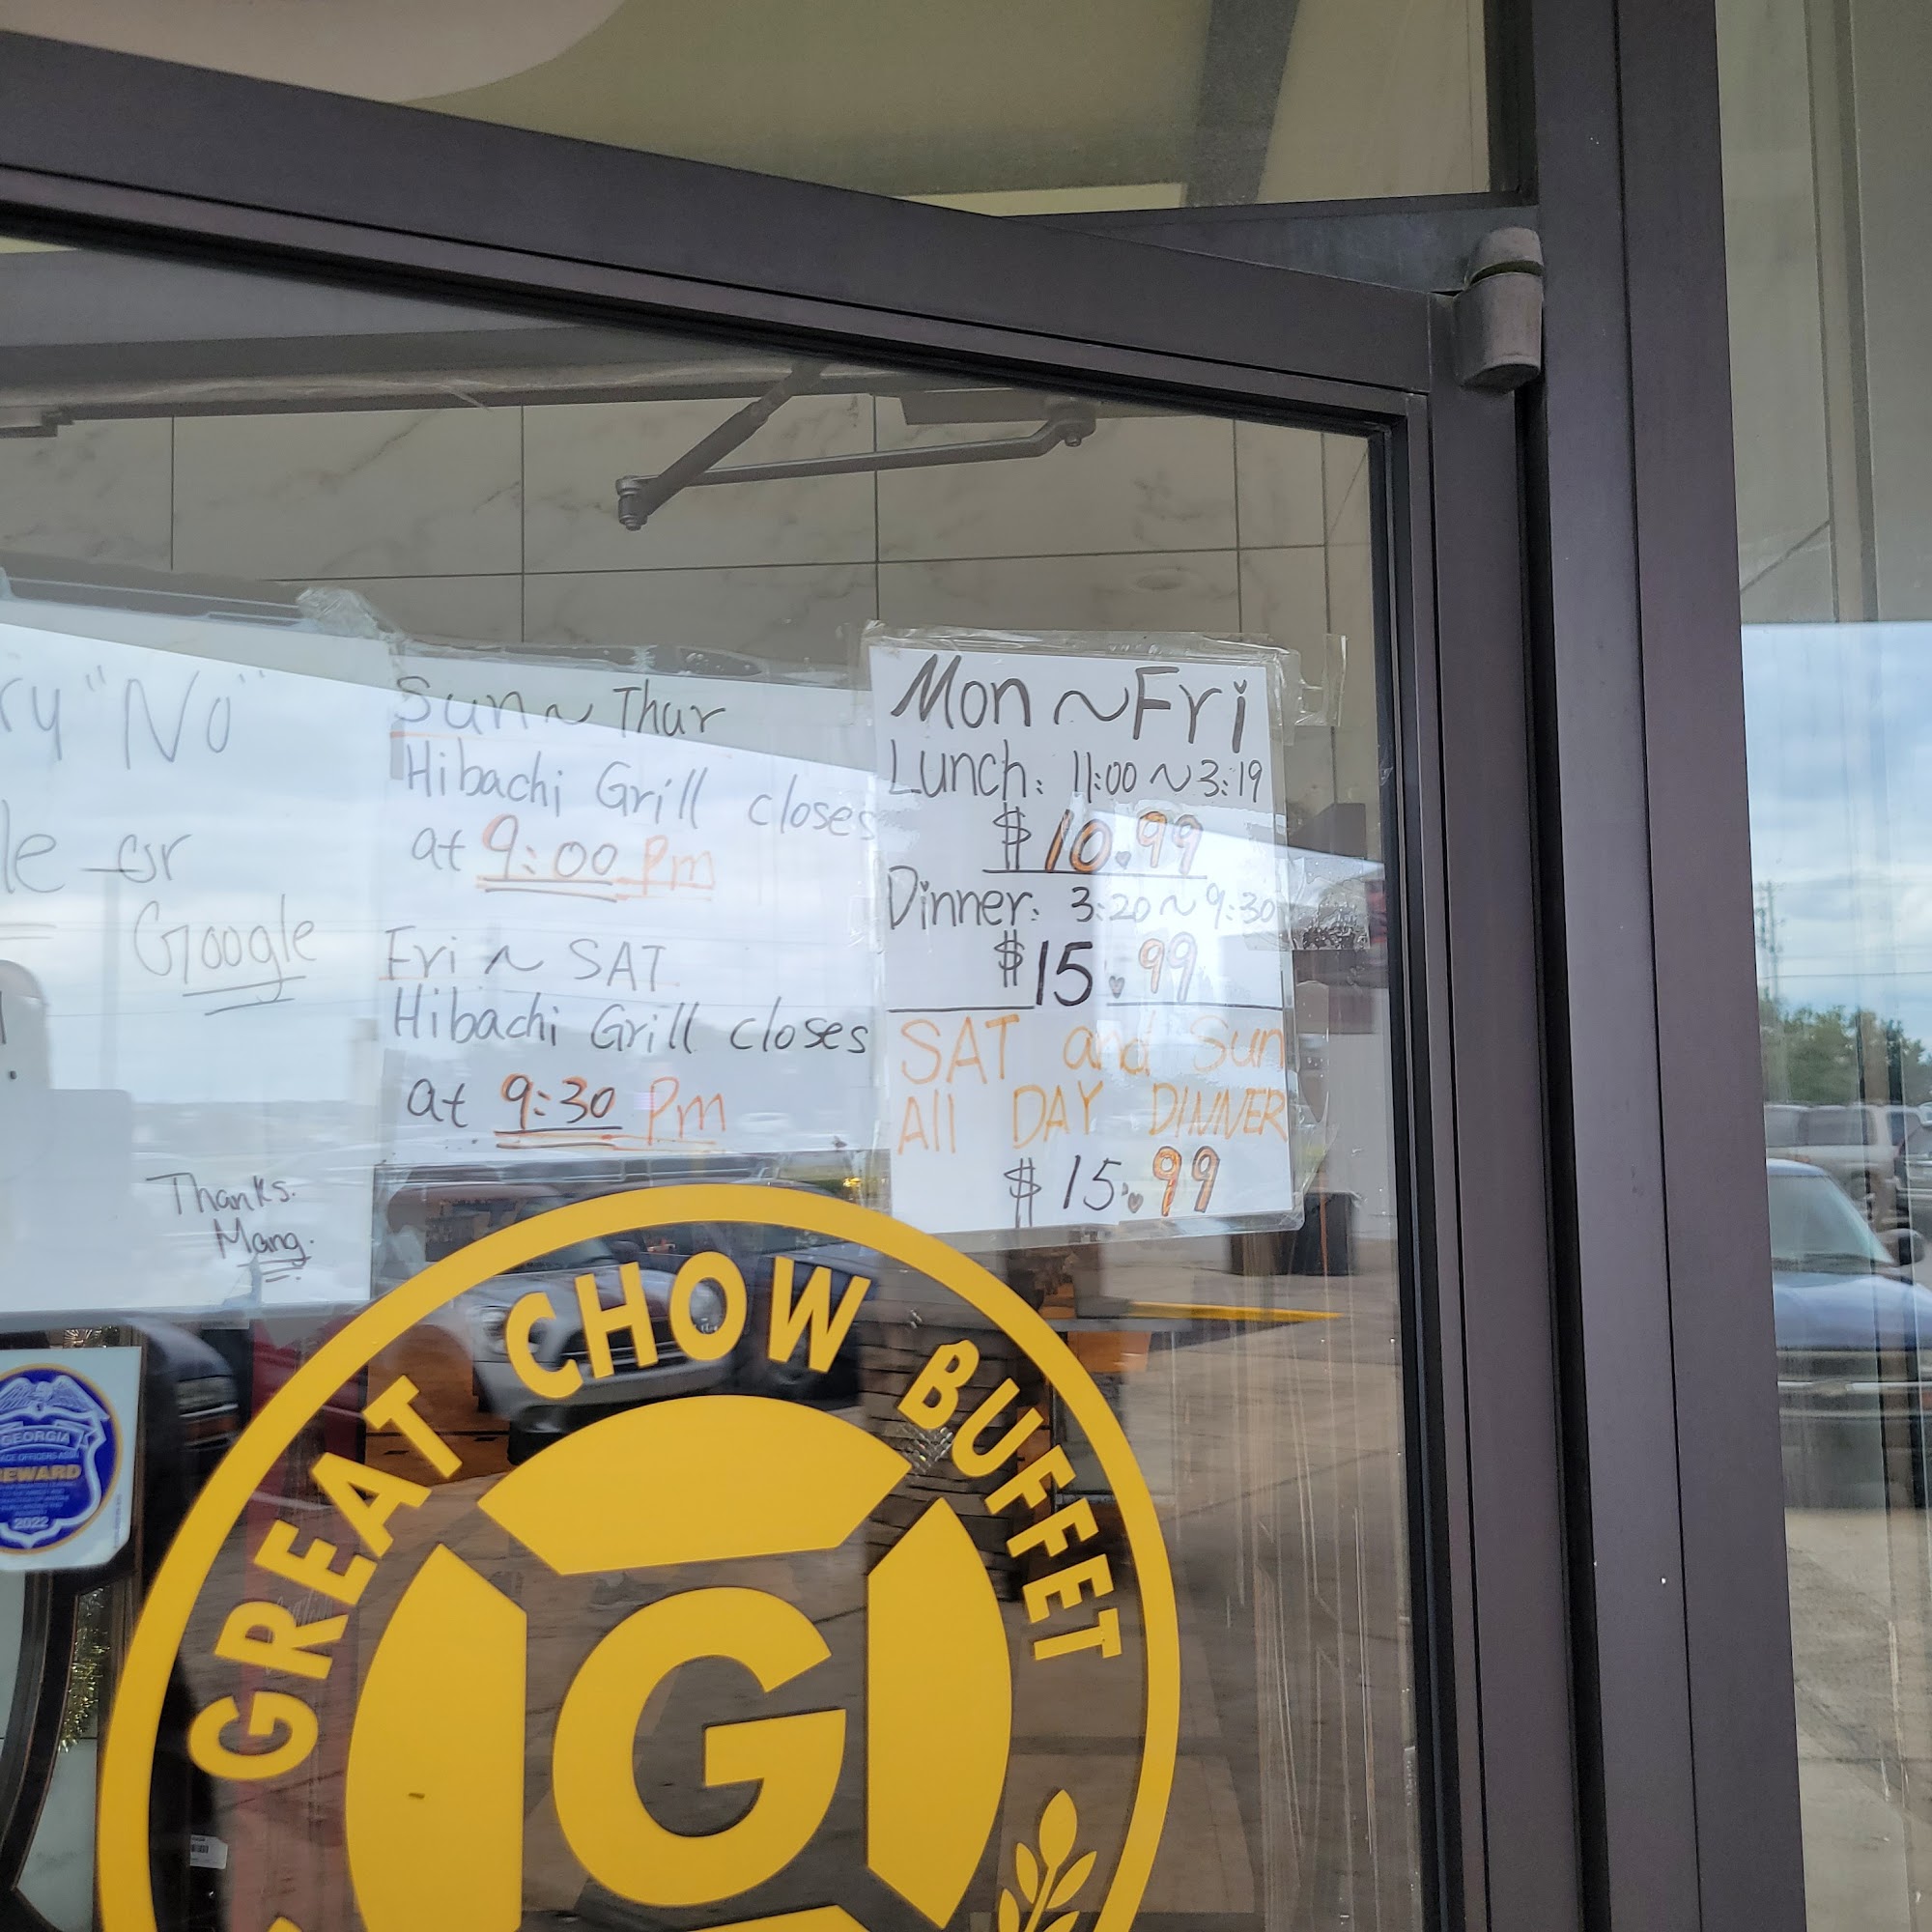 "No"
or
Google
Thanks.
Mang.
Sun ~ Thur
Hibachi Grill closes
at 9:00 Pm
Fri ~ SAT
Hibachi Grill closes
at 9:30 Pm
Mon ~ Fri
Lunch: 11:00 ~ 3:19
$ 10.99
Dinner: 3:20 ~ 9:30
$15.99
SAT and Sun
All DAY DINNER
$ 15.99
GREAT CHOW BUFFET
G
GEORGIA
REWARD
2022